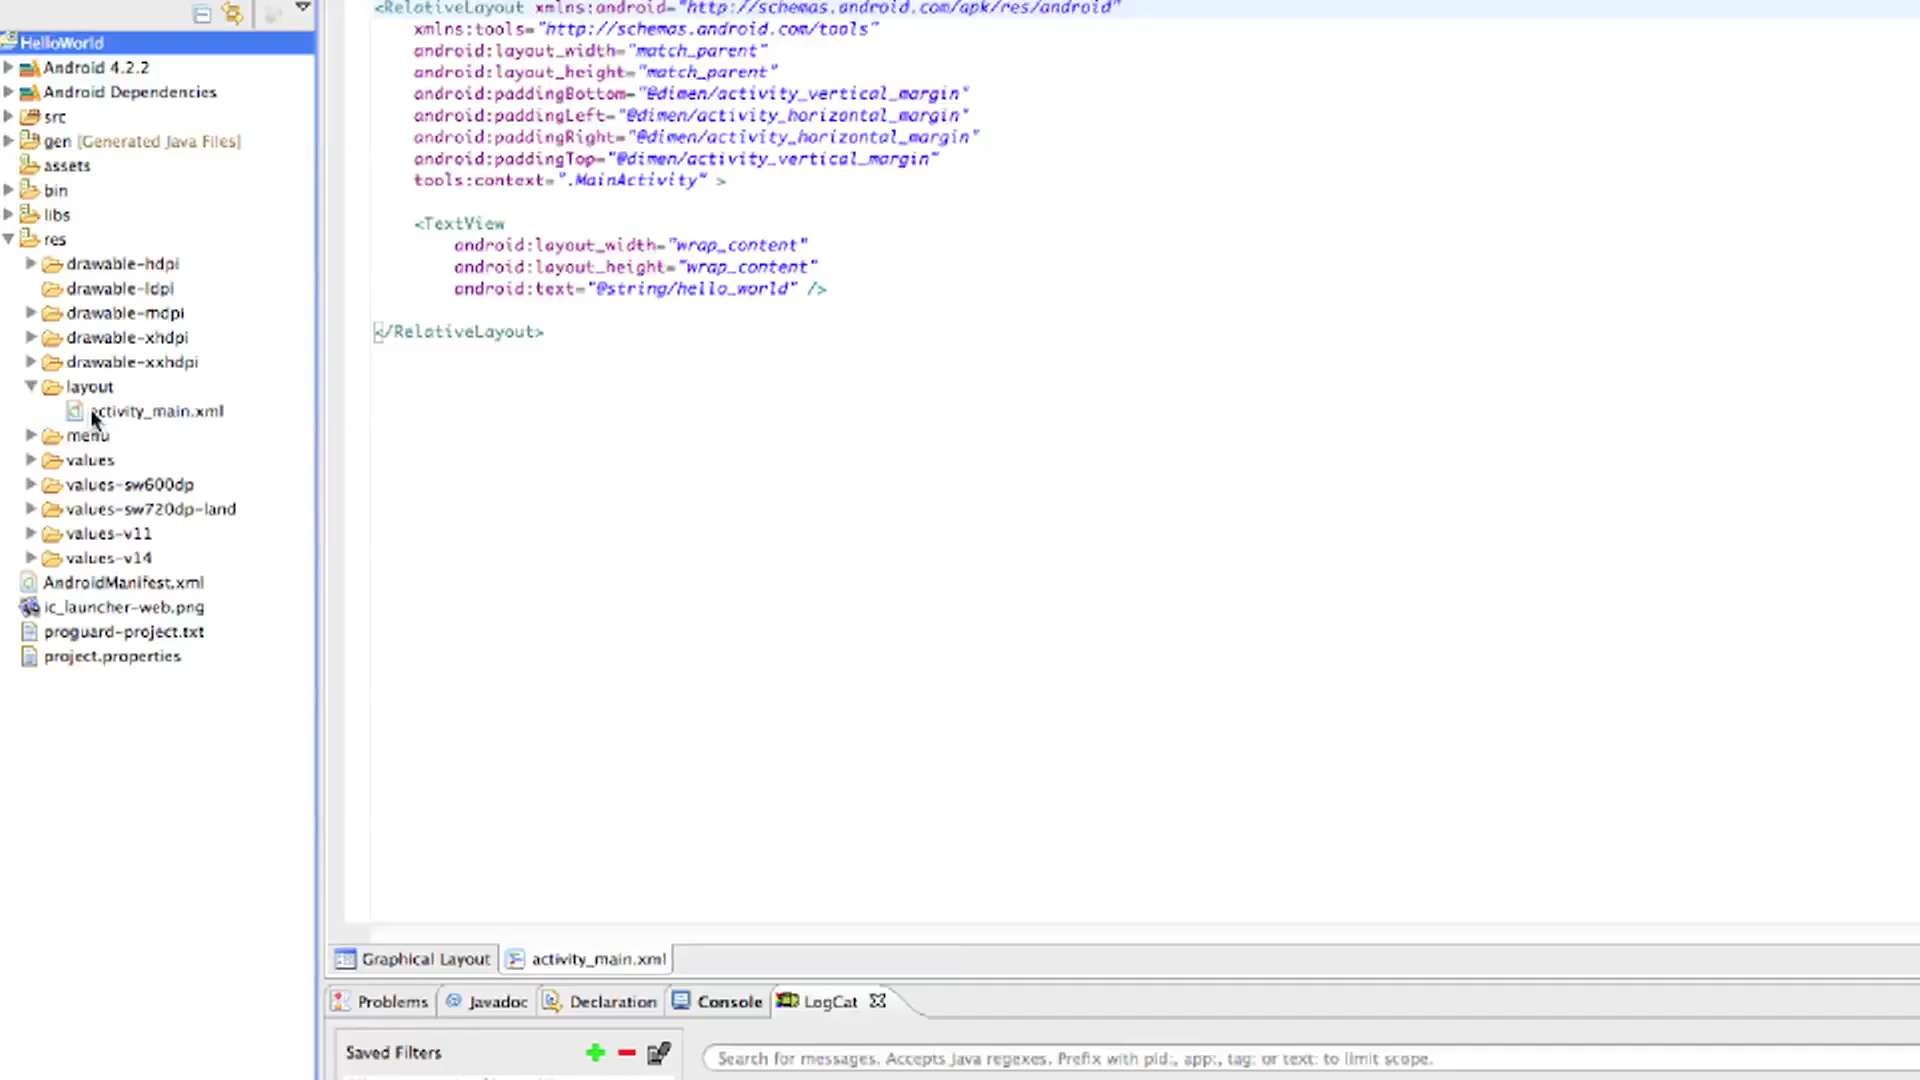 HelloWorld
Android 4.2.2
Android Dependencies
src
gen [Generated Java Files]
assets
bin
libs
res
drawable-hdpi
drawable-ldpi
drawable-mdpi
drawable-xhdpi
drawable-xxhdpi
layout
activity_main.xml
menu
values
values-sw600dp
values-sw720dp-land
values-v11
values-v14
AndroidManifest.xml
ic_launcher-web.png
proguard-project.txt
project.properties
<RelativeLayout xmlns:android="http://schemas.android.com/apk/res/android"
xmlns:tools="http://schemas.android.com/tools"
android:layout_width="match_parent"
android:layout_height="match_parent"
android:paddingBottom="@dimen/activity_vertical_margin"
android:paddingLeft="@dimen/activity_horizontal_margin"
android:paddingRight="@dimen/activity_horizontal_margin"
android:paddingTop="@dimen/activity_vertical_margin"
tools:context=".MainActivity" >
<TextView
android:layout_width="wrap_content"
android:layout_height="wrap_content"
android:text="@string/hello_world" />
</RelativeLayout>
Graphical Layout
activity_main.xml
Problems
Javadoc
Declaration
Console
LogCat
Saved Filters
Search for messages. Accepts Java regexes. Prefix with pid:, app:, tag: or text: to limit scope.